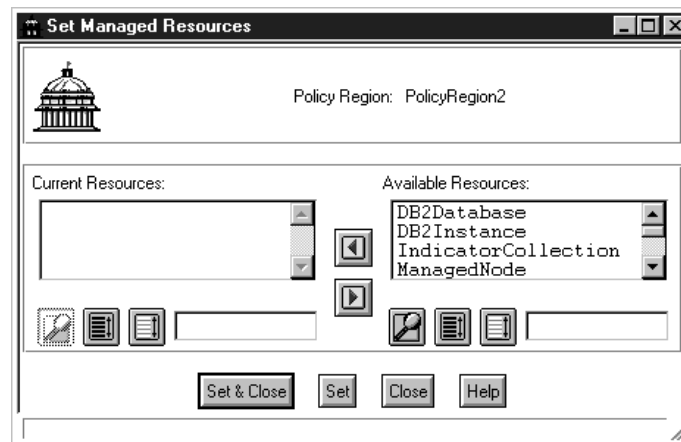 Set Managed Resources
Policy Region: PolicyRegion2
Current Resources:
Available Resources:
DB2Database
DB2Instance
IndicatorCollection
ManagedNode
Set & Close
Set
Close
Help